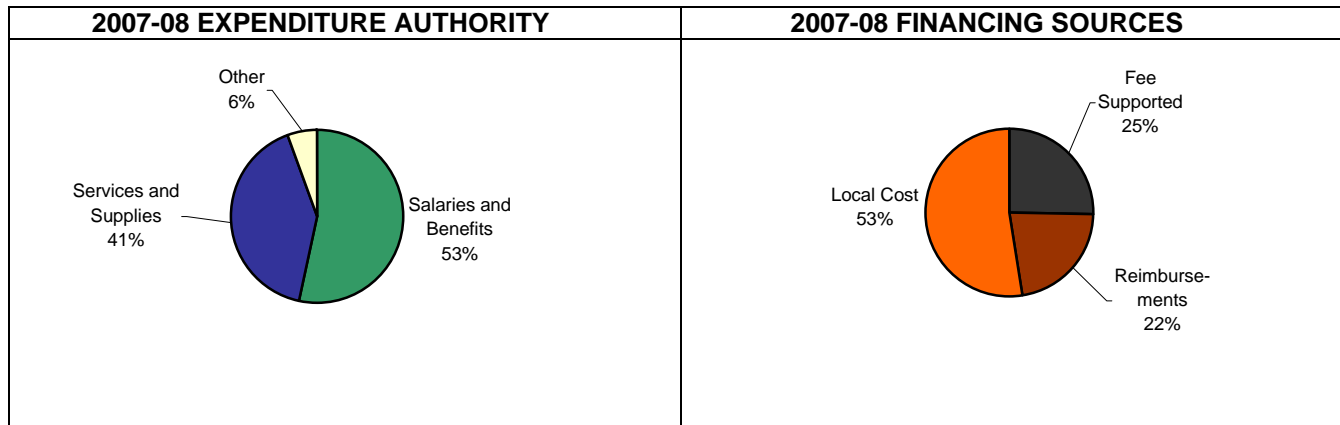 2007-08 EXPENDITURE AUTHORITY
Other
6%
Services and
Supplies
41%
Salaries and
Benefits
53%
2007-08 FINANCING SOURCES
Fee
Supported
25%
Local Cost
53%
Reimburse-
ments
22%